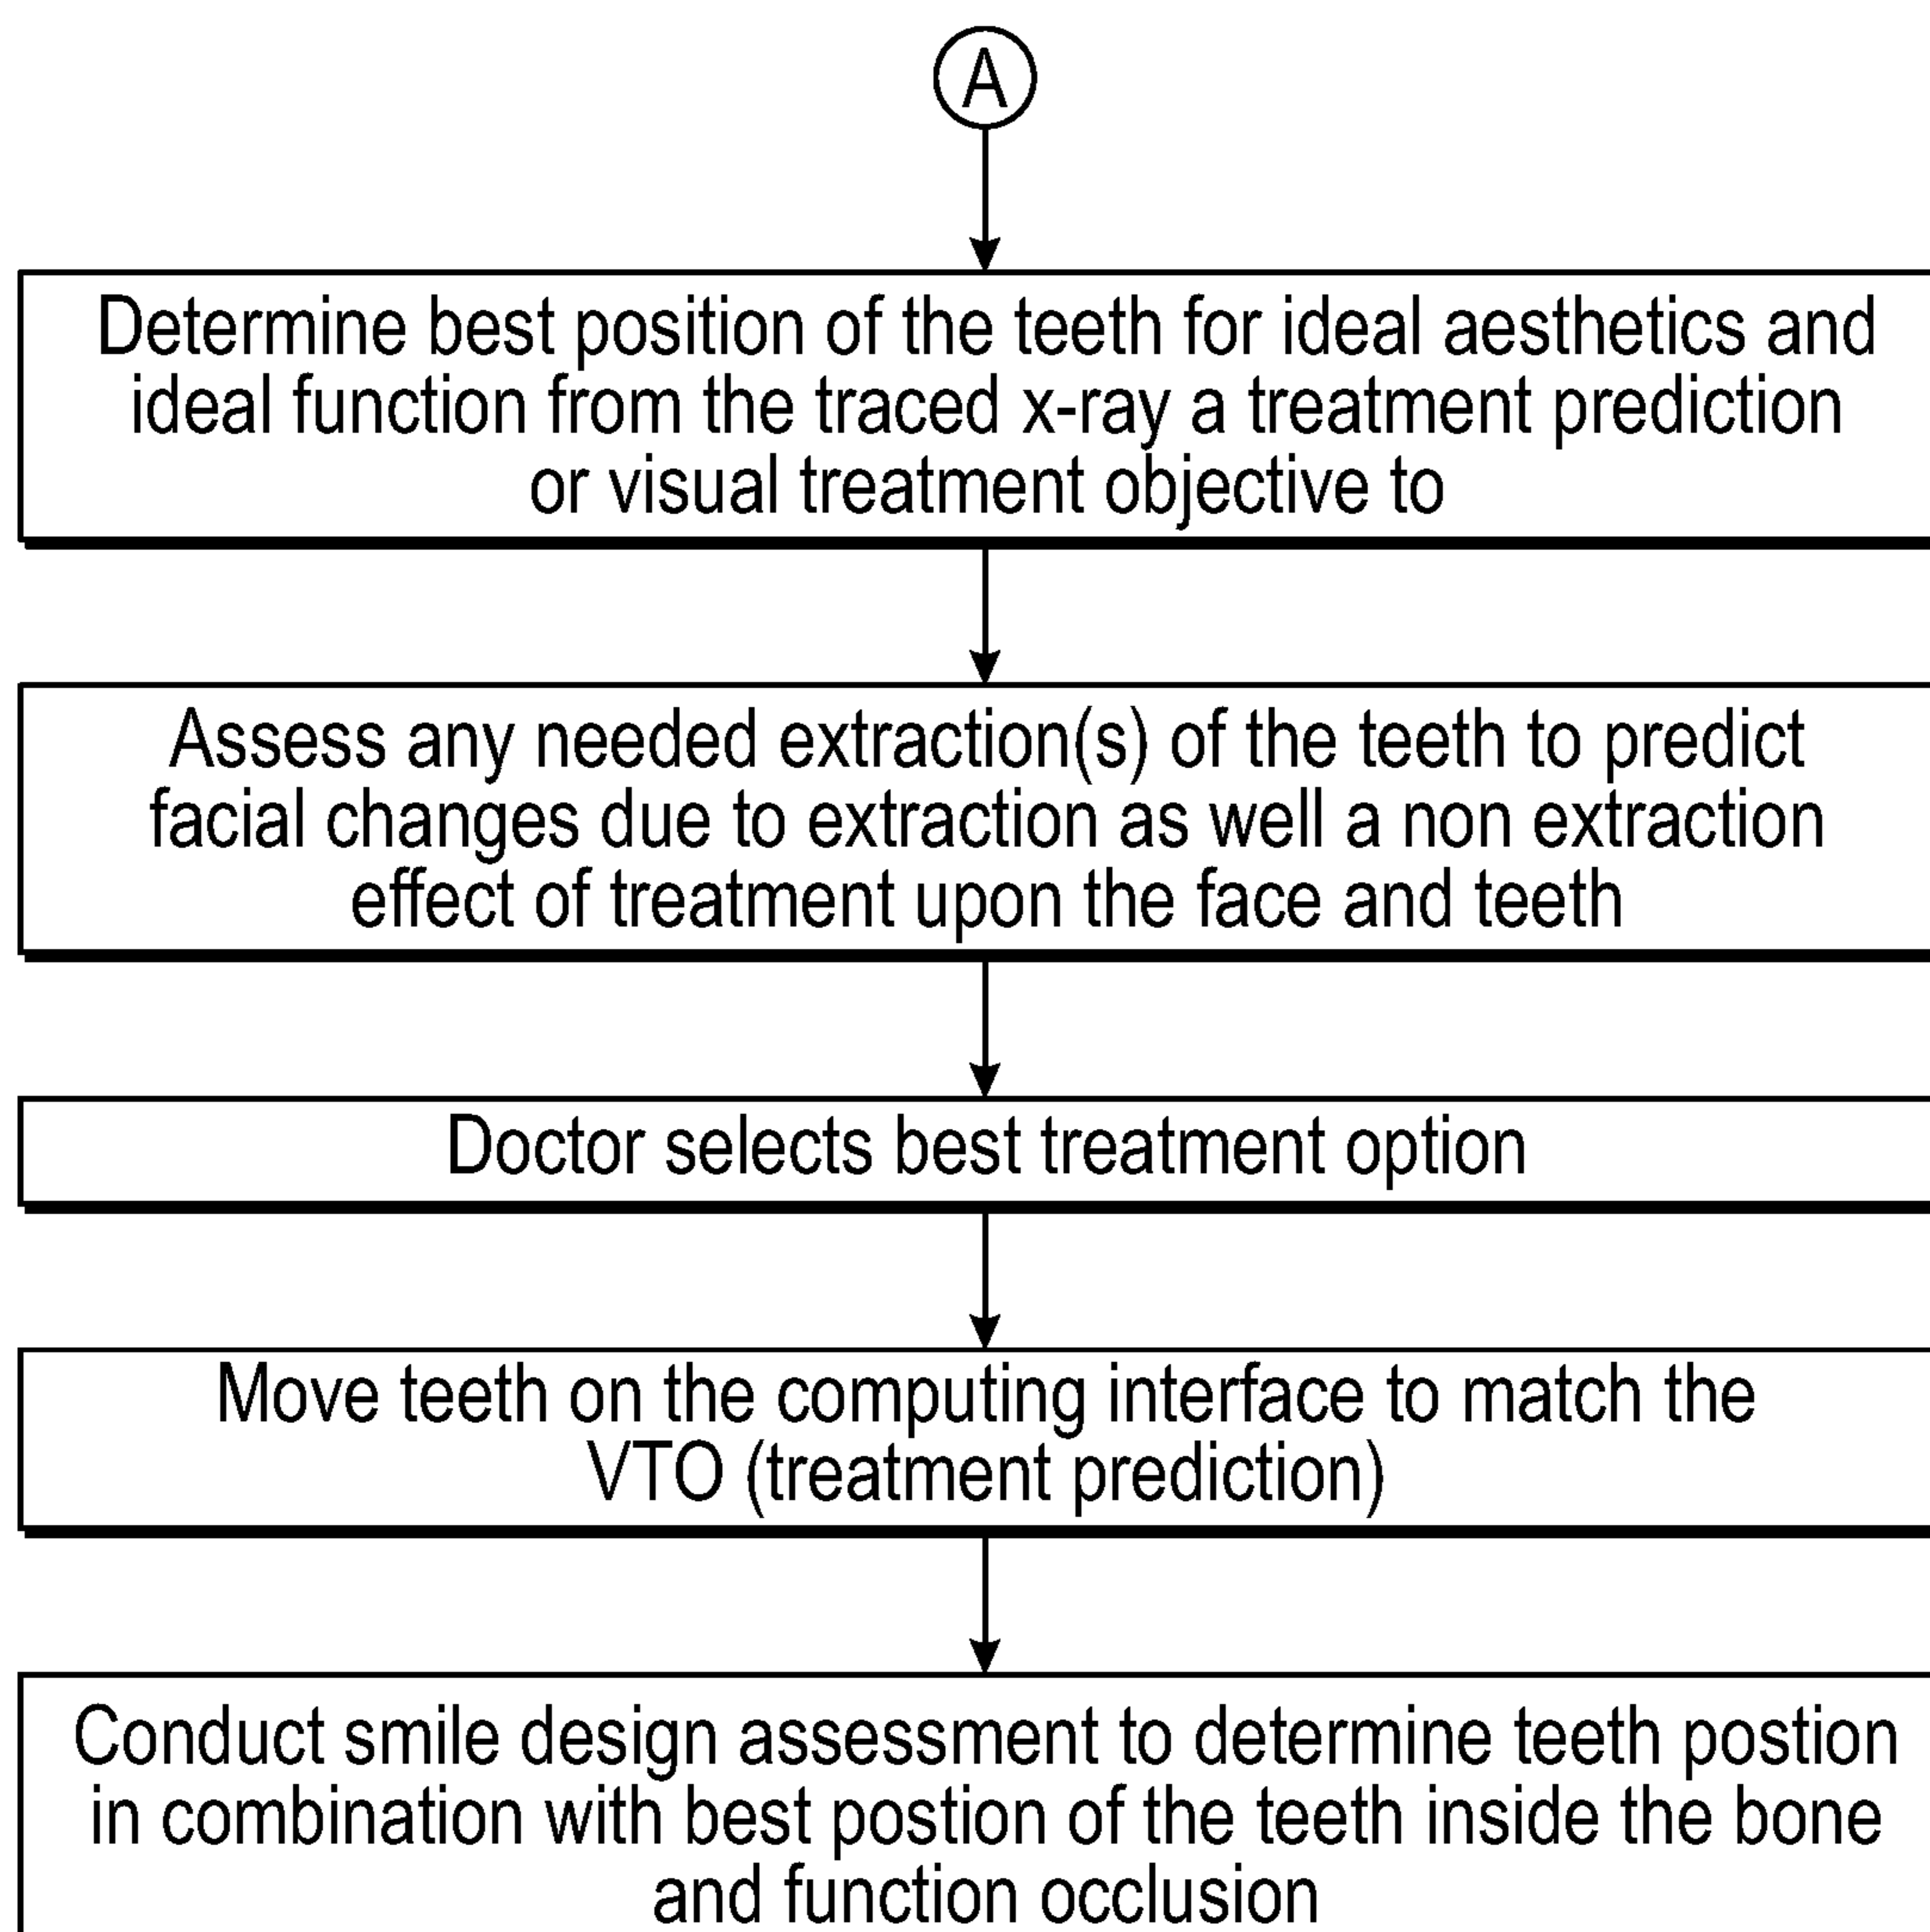 A
Determine best position of the teeth for ideal aesthetics and
ideal function from the traced x-ray a treatment prediction
or visual treatment objective to
Assess any needed extraction(s) of the teeth to predict
facial changes due to extraction as well a non extraction
effect of treatment upon the face and teeth
Doctor selects best treatment option
Move teeth on the computing interface to match the
VTO (treatment prediction)
Conduct smile design assessment to determine teeth postion
in combination with best postion of the teeth inside the bone
and function occlusion